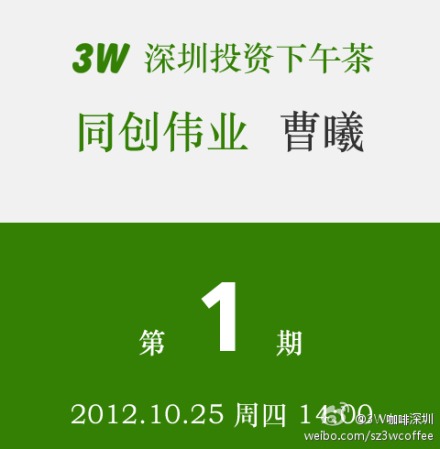 3W 深圳投资下午茶
同创伟业 曹曦
第 1 期
2012.10.25 周四 14:00
@3W咖啡深圳
weibo.com/sz3wcoffee